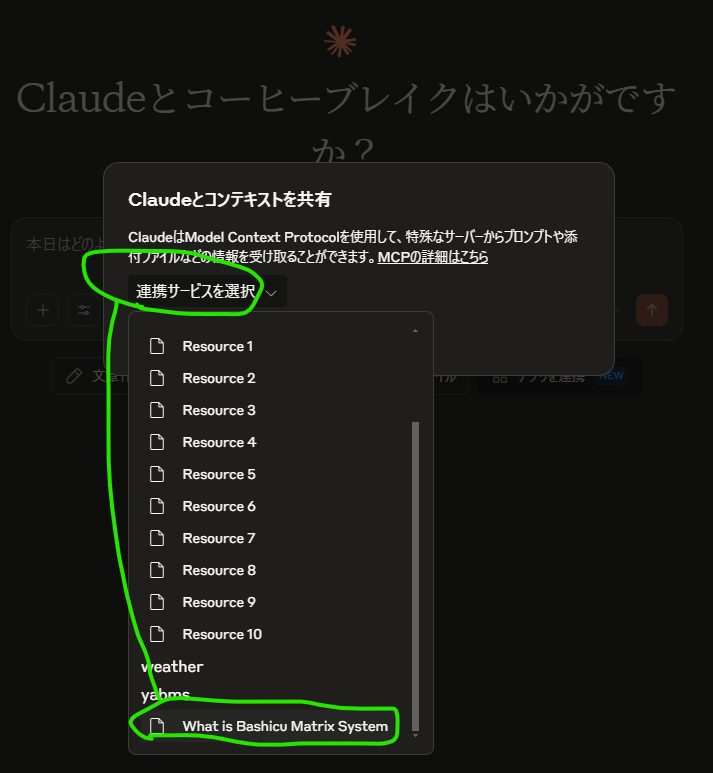 Claudeとコーヒーブレイクはいかがです
か？
Claudeとコンテキストを共有
ClaudeはModel Context Protocolを使用して、特殊なサーバーからプロンプトや添
付ファイルなどの情報を受け取ることができます。MCPの詳細はこちら
本日はどのよ
連携サービスを選択
Resource 1
文章
イル
アプリを連携 NEW
Resource 2
Resource 3
Resource 4
Resource 5
Resource 6
Resource 7
Resource 8
Resource 9
Resource 10
weather
yabms
What is Bashicu Matrix System